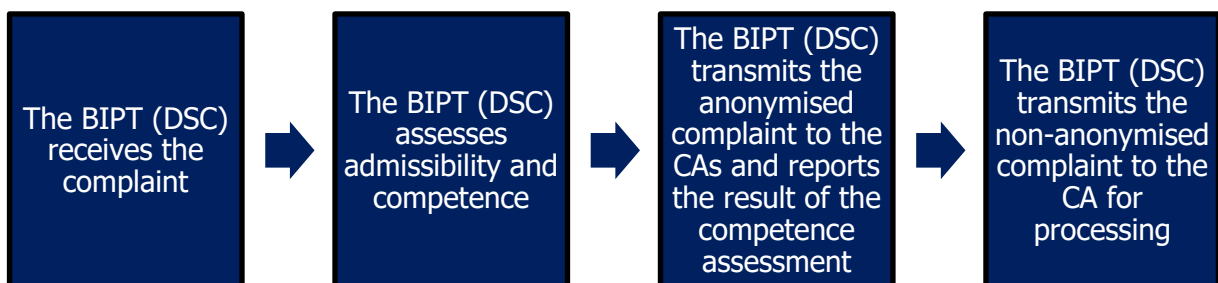 The BIPT (DSC)
receives the
complaint
The BIPT (DSC)
assesses
admissibility and
competence
The BIPT (DSC)
transmits the
anonymised
complaint to the
CAs and reports
the result of the
competence
assessment
The BIPT (DSC)
transmits the
non-anonymised
complaint to the
CA for
processing